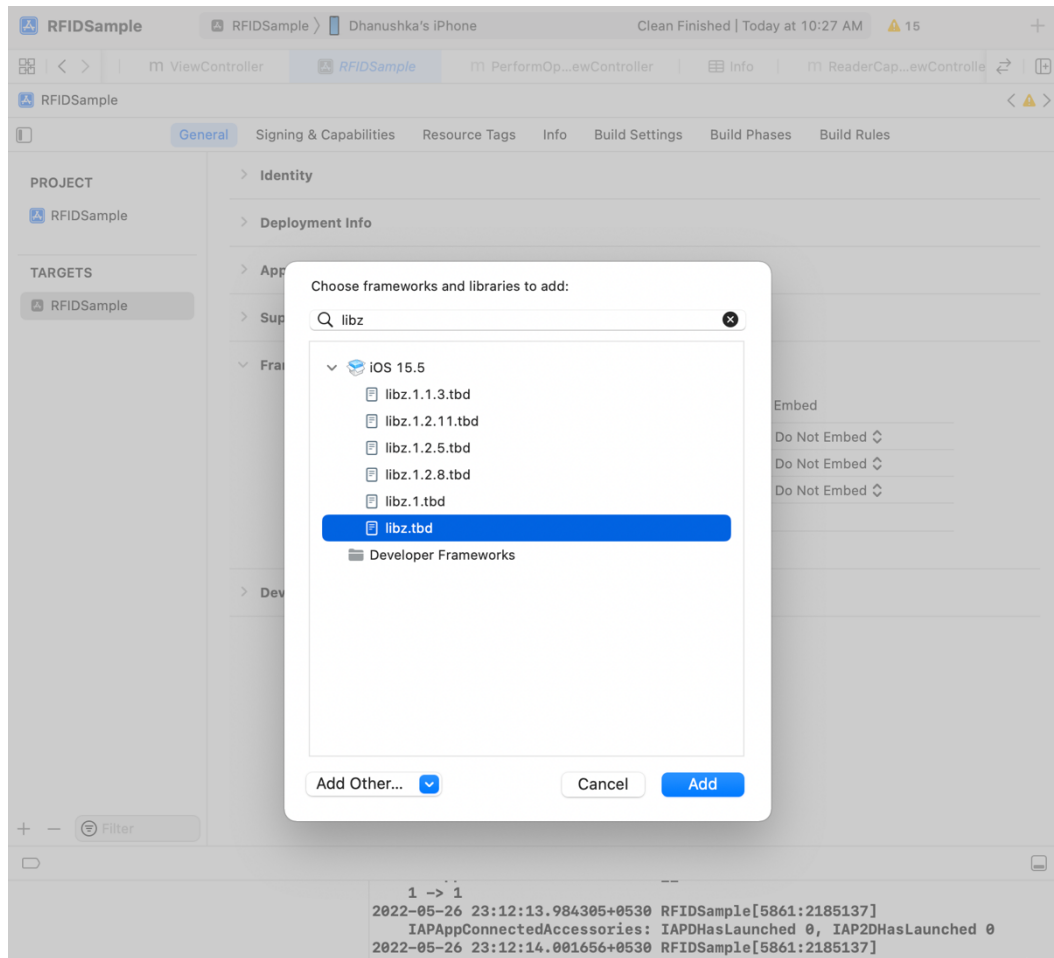 RFIDSample
RFIDSample 〉 Dhanushka's iPhone
Clean Finished | Today at 10:27 AM
15
ViewController
RFIDSample
PerformOp...ewController
Info
ReaderCap...ewControlle
RFIDSample
General
Signing & Capabilities
Resource Tags
Info
Build Settings
Build Phases
Build Rules
PROJECT
RFIDSample
TARGETS
RFIDSample
Identity
Deployment Info
App
Sup
Fra
Dev
Embed
Do Not Embed
Do Not Embed
Do Not Embed
Choose frameworks and libraries to add:
libz
iOS 15.5
libz.1.1.3.tbd
libz.1.2.11.tbd
libz.1.2.5.tbd
libz.1.2.8.tbd
libz.1.tbd
libz.tbd
Developer Frameworks
Add Other...
Cancel
Add
Filter
1 -> 1
2022-05-26 23:12:13.984305+0530 RFIDSample[5861:2185137]
IAPAppConnectedAccessories: IAPDHasLaunched 0, IAP2DHasLaunched 0
2022-05-26 23:12:14.001656+0530 RFIDSample[5861:2185137]